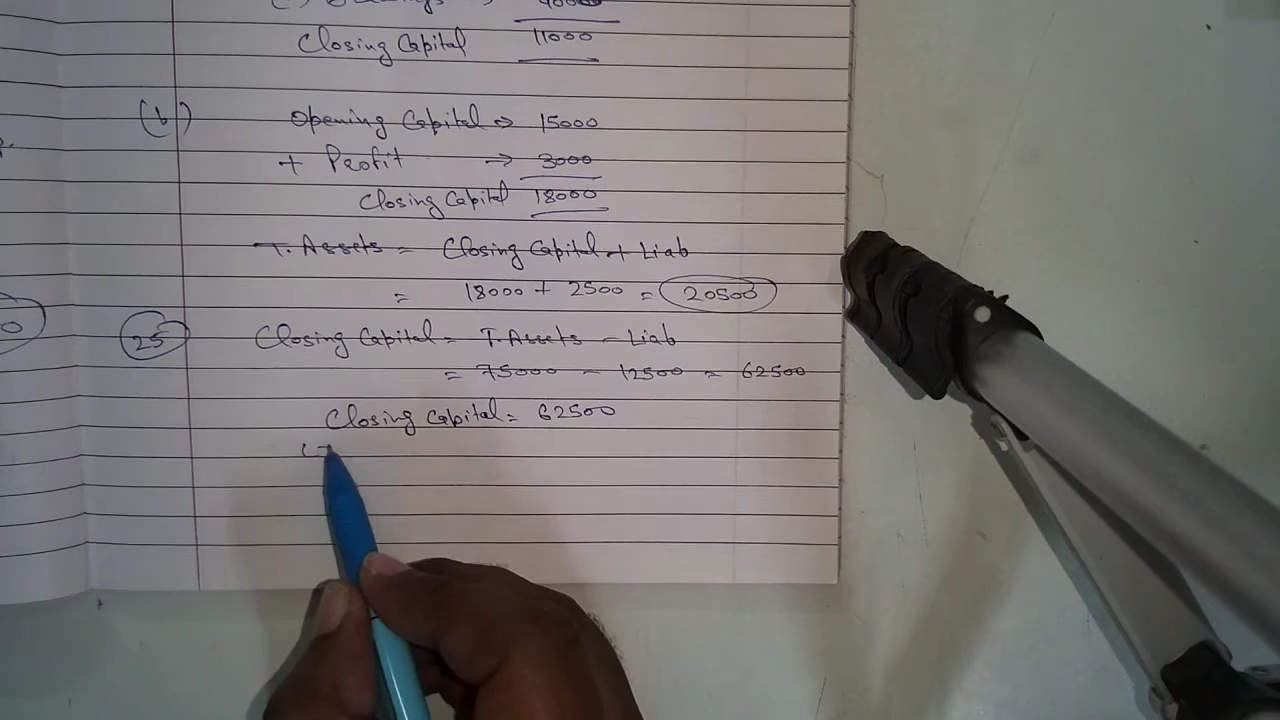 Closing Capital 11000
(b) Opening Capital → 15000
+ Profit → 3000
Closing Capital 18000
T. Assets = Closing Capital + Liab
= 18000 + 2500 = 20500
25 Closing Capital = T. Assets - Liab
= 75000 - 12500 = 62500
Closing Capital = 62500
(-